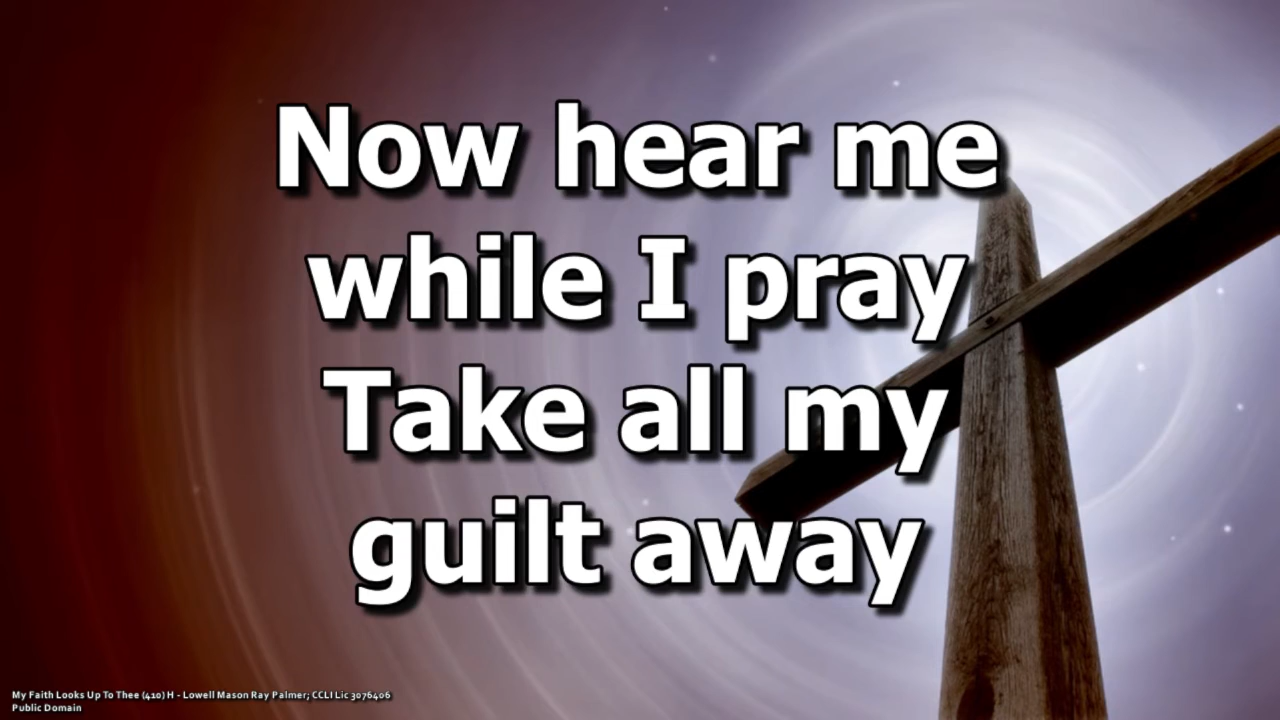 Now hear me
while I pray
Take all my
guilt away
My Faith Looks Up To Thee (410) H - Lowell Mason Ray Palmer; CCLI Lic 3076406
Public Domain